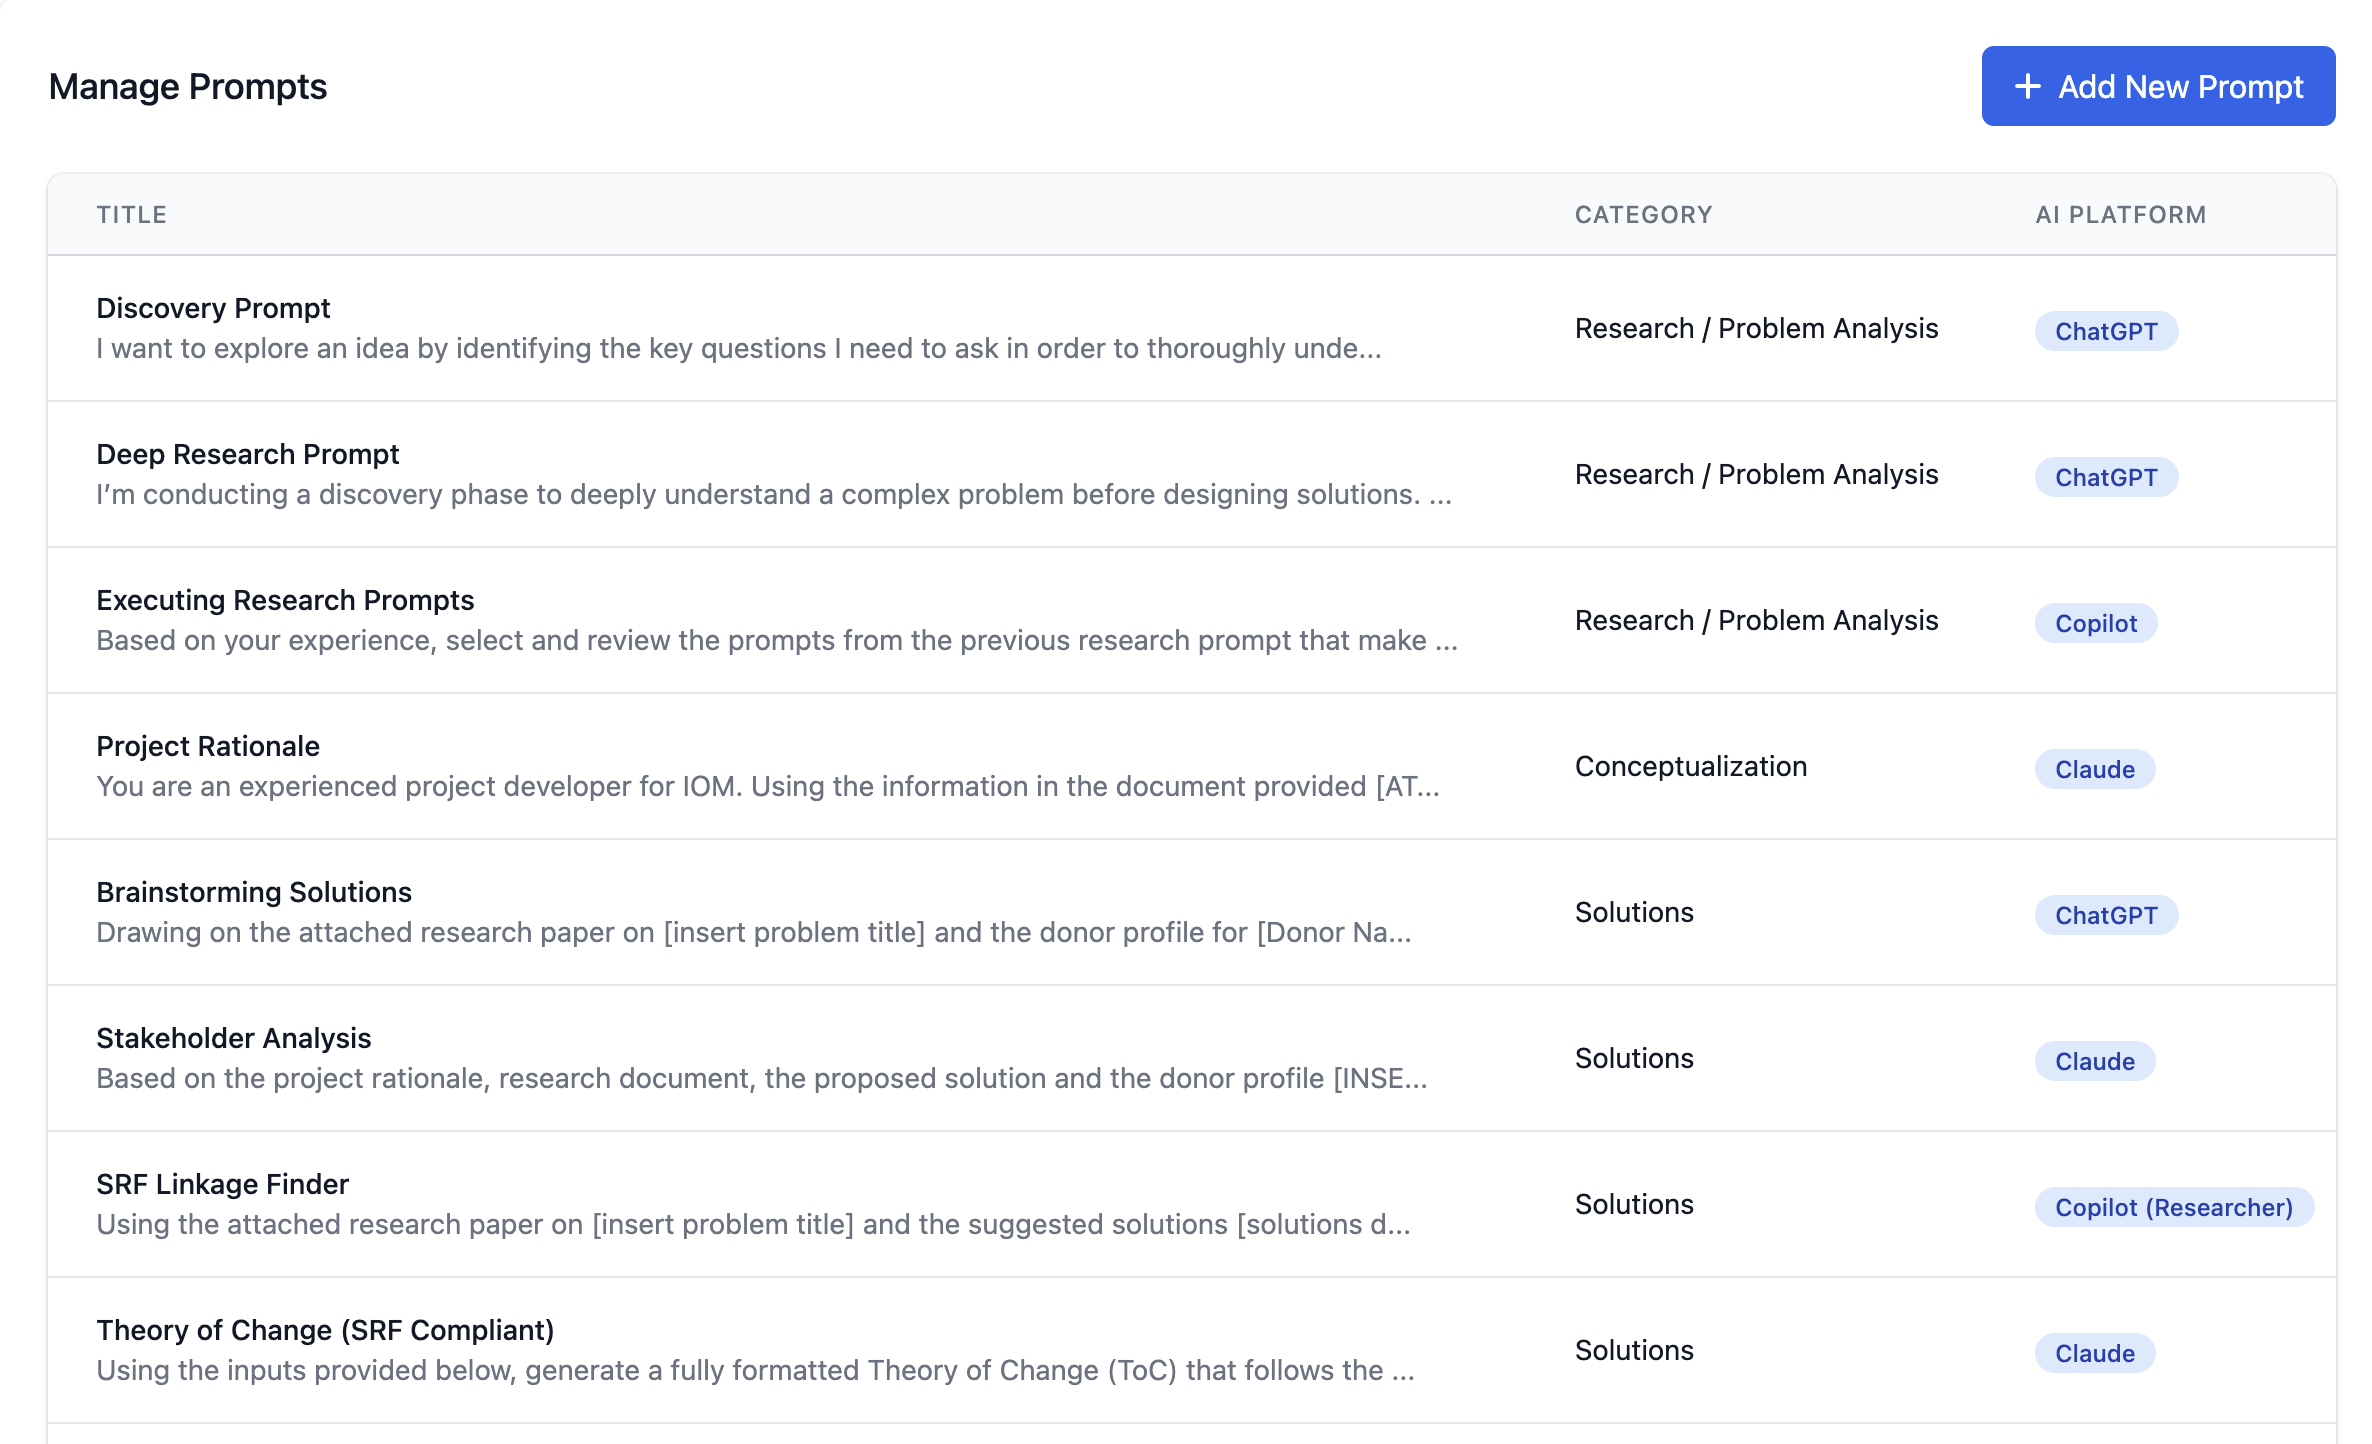 Manage Prompts
+ Add New Prompt
TITLE CATEGORY AI PLATFORM
Discovery Prompt
I want to explore an idea by identifying the key questions I need to ask in order to thoroughly unde...
Research / Problem Analysis
ChatGPT
Deep Research Prompt
I’m conducting a discovery phase to deeply understand a complex problem before designing solutions. ...
Research / Problem Analysis
ChatGPT
Executing Research Prompts
Based on your experience, select and review the prompts from the previous research prompt that make ...
Research / Problem Analysis
Copilot
Project Rationale
You are an experienced project developer for IOM. Using the information in the document provided [AT...
Conceptualization
Claude
Brainstorming Solutions
Drawing on the attached research paper on [insert problem title] and the donor profile for [Donor Na...
Solutions
ChatGPT
Stakeholder Analysis
Based on the project rationale, research document, the proposed solution and the donor profile [INSE...
Solutions
Claude
SRF Linkage Finder
Using the attached research paper on [insert problem title] and the suggested solutions [solutions d...
Solutions
Copilot (Researcher)
Theory of Change (SRF Compliant)
Using the inputs provided below, generate a fully formatted Theory of Change (ToC) that follows the ...
Solutions
Claude